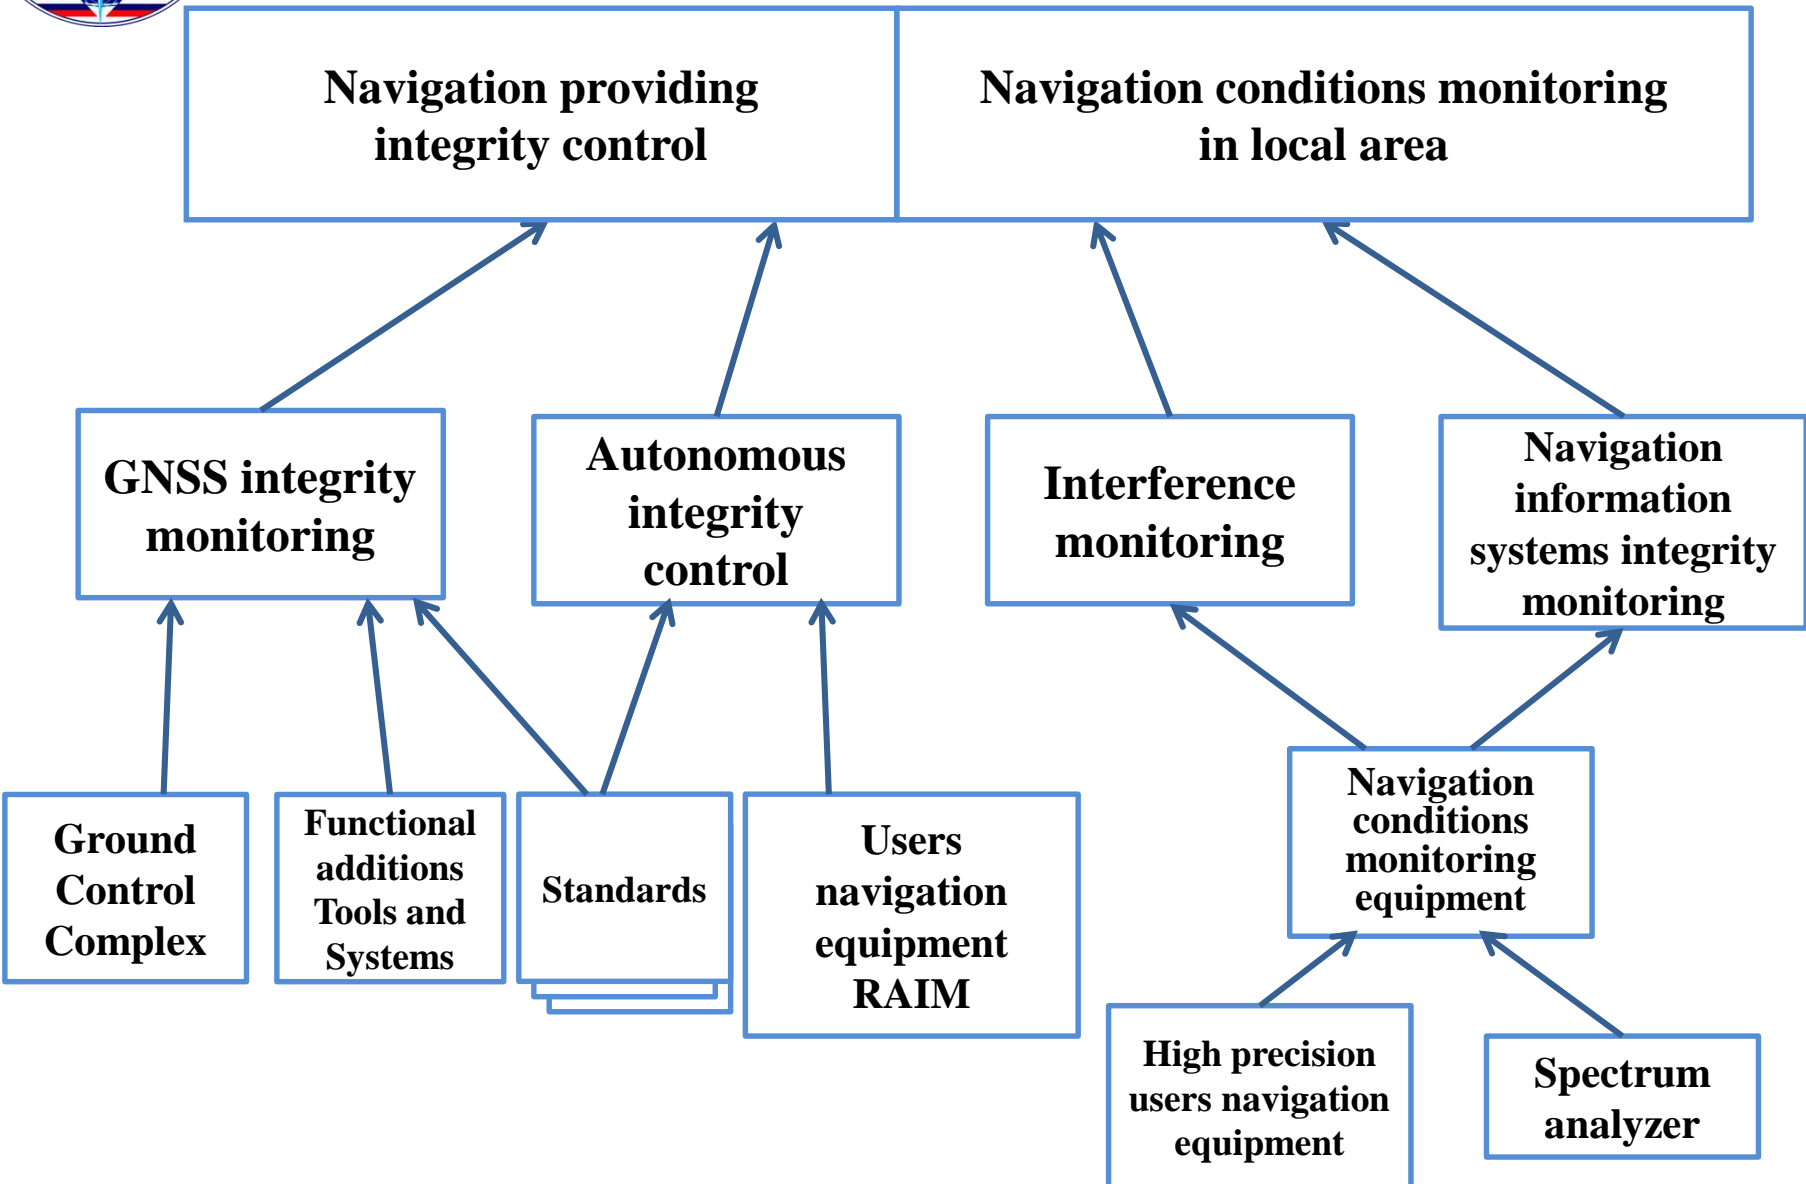 Navigation providing
integrity control
Navigation conditions monitoring
in local area
GNSS integrity
monitoring
Autonomous
integrity
control
Interference
monitoring
Navigation
information
systems integrity
monitoring
Ground
Control
Complex
Functional
additions
Tools and
Systems
Standards
Users
navigation
equipment
RAIM
Navigation
conditions
monitoring
equipment
High precision
users navigation
equipment
Spectrum
analyzer